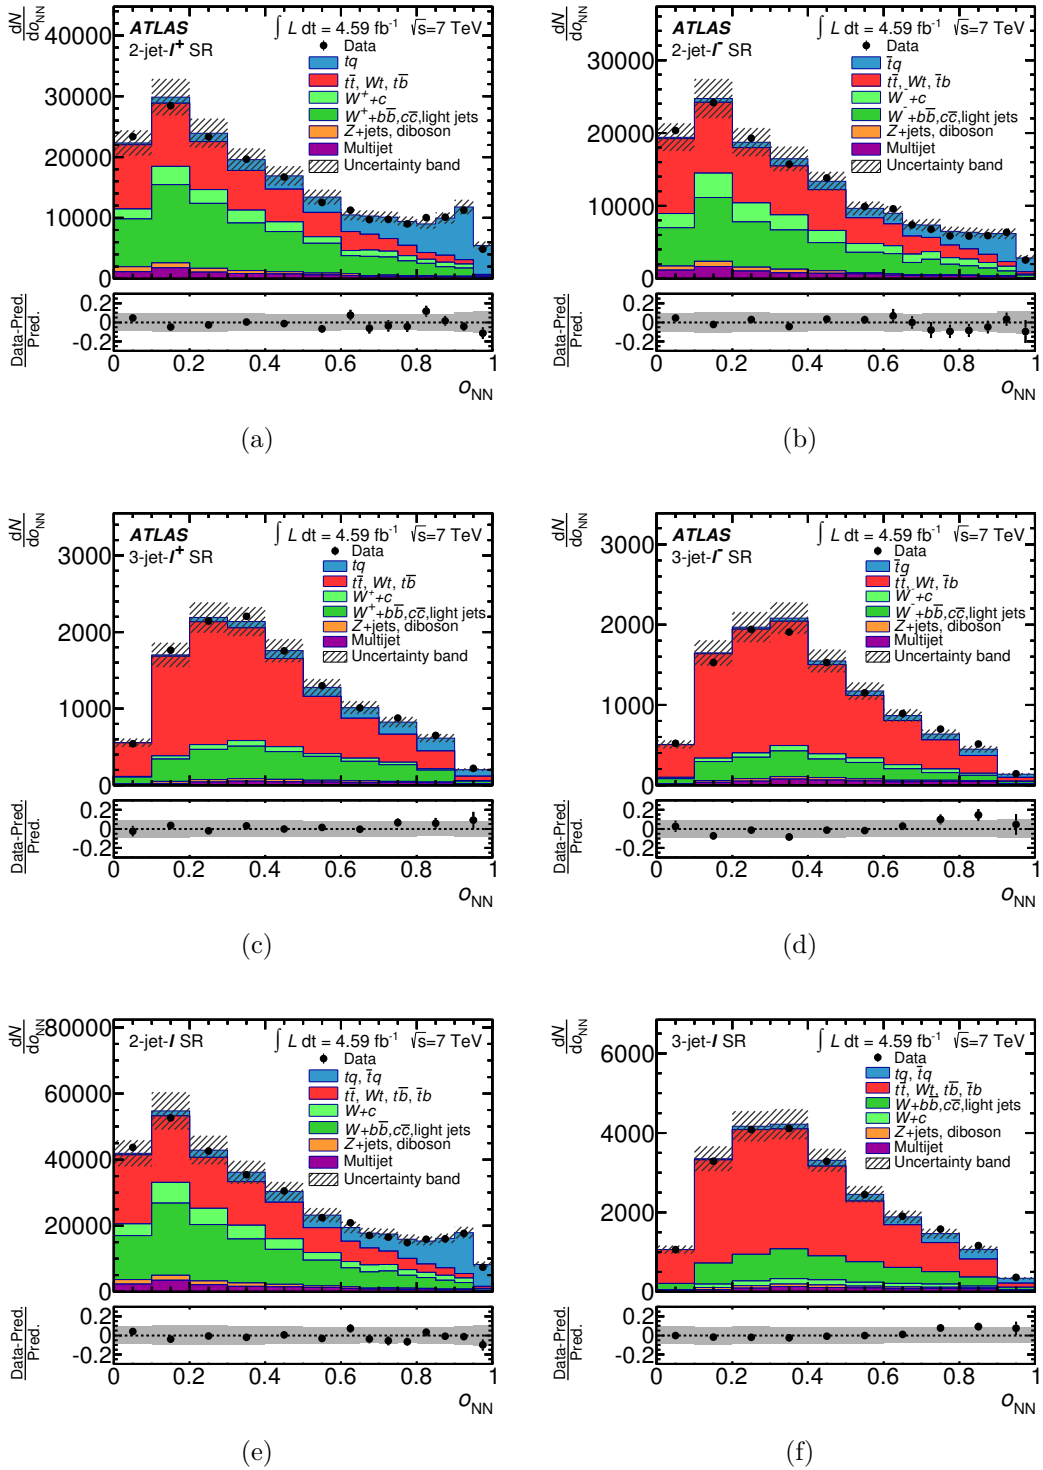 dN/do_NN
ATLAS
2-jet-l⁺ SR
∫ L dt = 4.59 fb⁻¹ √s=7 TeV
Data
tq
tt̄, Wt, tb̄
W⁺+c
W⁺+bb̄,cc̄,light jets
Z+jets, diboson
Multijet
Uncertainty band
40000
30000
20000
10000
0
Data-Pred./Pred.
0.2
0
-0.2
0 0.2 0.4 0.6 0.8 1
o_NN
(a)
dN/do_NN
ATLAS
2-jet-l⁻ SR
∫ L dt = 4.59 fb⁻¹ √s=7 TeV
Data
t̄q
tt̄, Wt, t̄b
W⁻+c
W⁻+bb̄,cc̄,light jets
Z+jets, diboson
Multijet
Uncertainty band
30000
20000
10000
0
Data-Pred./Pred.
0.2
0
-0.2
0 0.2 0.4 0.6 0.8 1
o_NN
(b)
dN/do_NN
ATLAS
3-jet-l⁺ SR
∫ L dt = 4.59 fb⁻¹ √s=7 TeV
Data
tq
tt̄, Wt, tb̄
W⁺+c
W⁺+bb̄,cc̄,light jets
Z+jets, diboson
Multijet
Uncertainty band
3000
2000
1000
0
Data-Pred./Pred.
0.2
0
-0.2
0 0.2 0.4 0.6 0.8 1
o_NN
(c)
dN/do_NN
ATLAS
3-jet-l⁻ SR
∫ L dt = 4.59 fb⁻¹ √s=7 TeV
Data
t̄q
tt̄, Wt, t̄b
W⁻+c
W⁻+bb̄,cc̄,light jets
Z+jets, diboson
Multijet
Uncertainty band
3000
2000
1000
0
Data-Pred./Pred.
0.2
0
-0.2
0 0.2 0.4 0.6 0.8 1
o_NN
(d)
dN/do_NN
2-jet-l SR
∫ L dt = 4.59 fb⁻¹ √s=7 TeV
Data
tq, t̄q
tt̄, Wt, tb̄, t̄b
W+c
W+bb̄,cc̄,light jets
Z+jets, diboson
Multijet
Uncertainty band
80000
60000
40000
20000
0
Data-Pred./Pred.
0.2
0
-0.2
0 0.2 0.4 0.6 0.8 1
o_NN
(e)
dN/do_NN
3-jet-l SR
∫ L dt = 4.59 fb⁻¹ √s=7 TeV
Data
tq, t̄q
tt̄, Wt, tb̄, t̄b
W+bb̄,cc̄,light jets
W+c
Z+jets, diboson
Multijet
Uncertainty band
6000
4000
2000
0
Data-Pred./Pred.
0.2
0
-0.2
0 0.2 0.4 0.6 0.8 1
o_NN
(f)